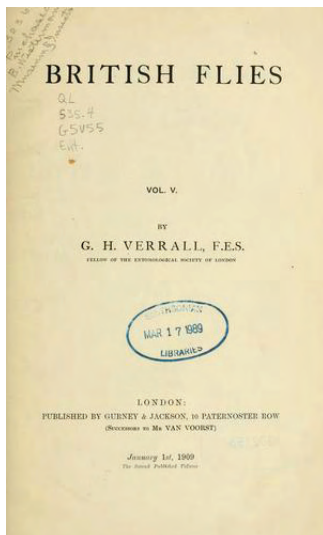 BRITISH FLIES
QL
535.4
G5V55
Ent.
VOL. V.
BY
G. H. VERRALL, F.E.S.
FELLOW OF THE ENTOMOLOGICAL SOCIETY OF LONDON
SMITHSONIAN
MAR 17 1989
LIBRARIES
LONDON:
PUBLISHED BY GURNEY & JACKSON, 10 PATERNOSTER ROW
(Successors to Mr VAN VOORST)
January 1st, 1909
The Second Published Volume